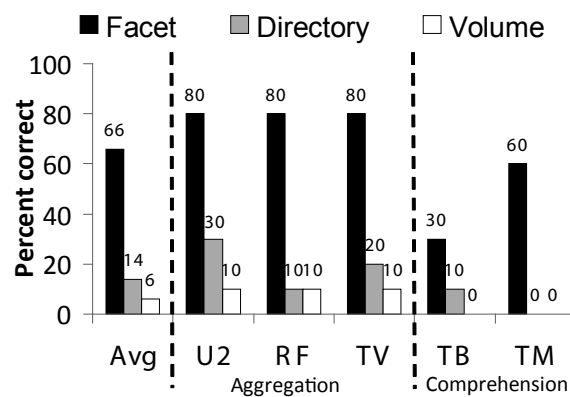 Facet Directory Volume
Percent correct
100
80
60
40
20
0
66 14 6
80 30 10
80 10 10
80 20 10
30 10 0
60 0 0
Avg U2 RF TV TB TM
Aggregation Comprehension